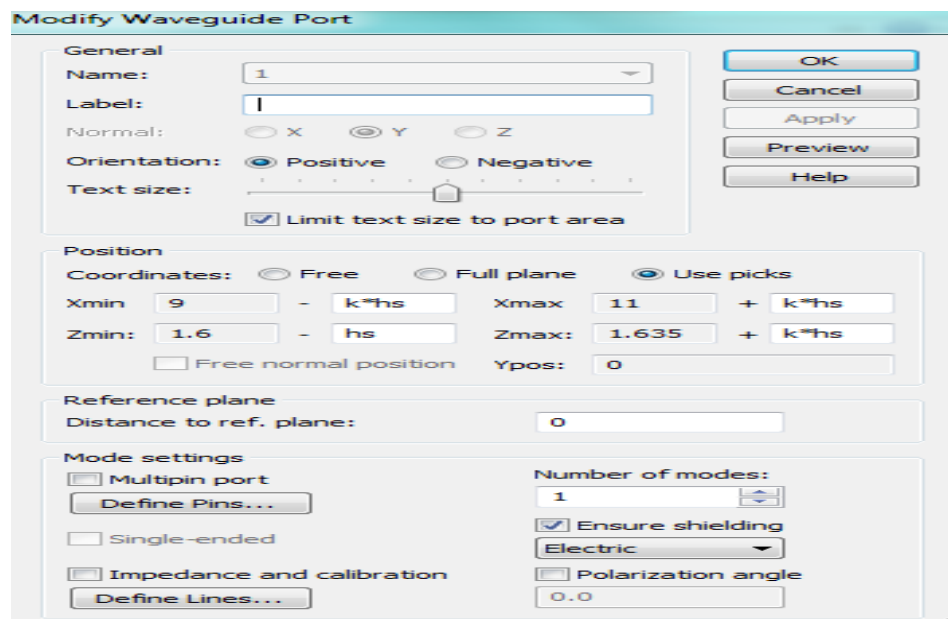 Modify Waveguide Port
General
Name: 1
Label:
Normal: X Y Z
Orientation: Positive Negative
Text size:
Limit text size to port area
OK
Cancel
Apply
Preview
Help
Position
Coordinates: Free Full plane Use picks
Xmin 9 - k*hs Xmax 11 + k*hs
Zmin: 1.6 - hs Zmax: 1.635 + k*hs
Free normal position Ypos: 0
Reference plane
Distance to ref. plane: 0
Mode settings
Multipin port
Define Pins...
Single-ended
Impedance and calibration
Define Lines...
Number of modes:
1
Ensure shielding
Electric
Polarization angle
0.0